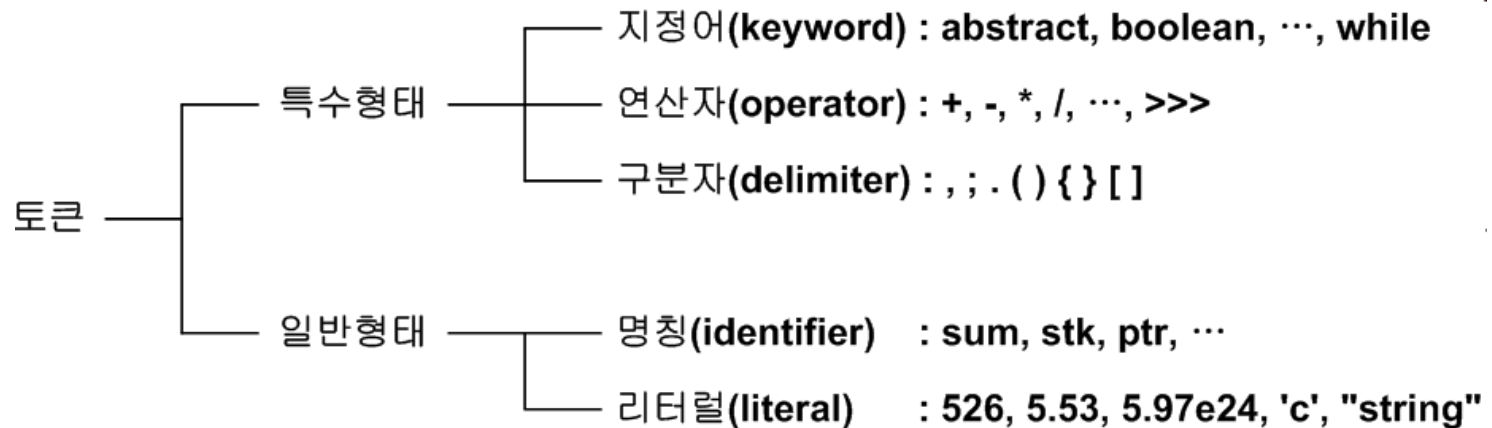 지정어(keyword) : abstract, boolean, ···, while
특수형태
연산자(operator) : +, -, *, /, ···, >>>
구분자(delimiter) : , ; . ( ) { } [ ]
토큰
일반형태
명칭(identifier) : sum, stk, ptr, ···
리터럴(literal) : 526, 5.53, 5.97e24, 'c', "string"